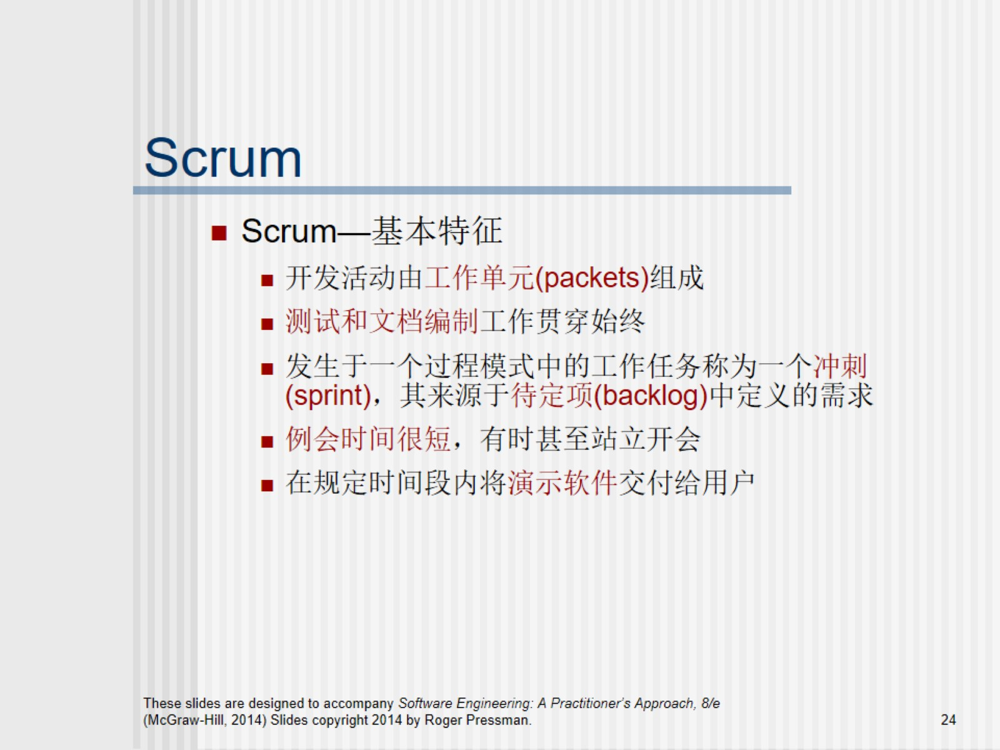 Scrum
Scrum—基本特征
开发活动由工作单元(packets)组成
测试和文档编制工作贯穿始终
发生于一个过程模式中的工作任务称为一个冲刺
(sprint)，其来源于待定项(backlog)中定义的需求
例会时间很短，有时甚至站立开会
在规定时间段内将演示软件交付给用户
These slides are designed to accompany Software Engineering: A Practitioner’s Approach, 8/e
(McGraw-Hill, 2014) Slides copyright 2014 by Roger Pressman.
24